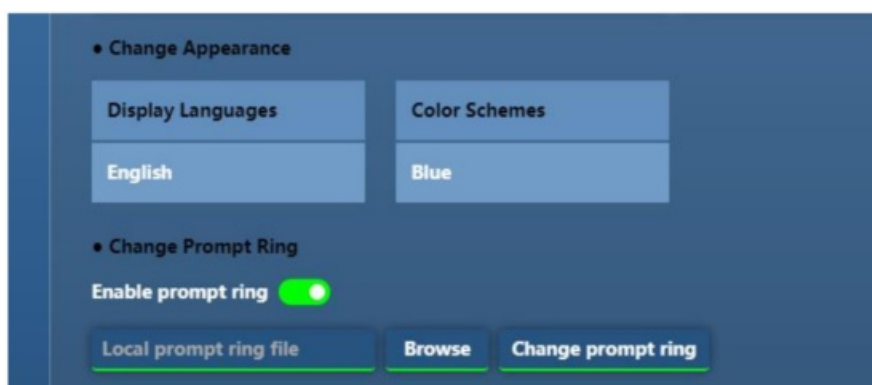 ● Change Appearance
Display Languages Color Schemes
English Blue
● Change Prompt Ring
Enable prompt ring
Local prompt ring file Browse Change prompt ring